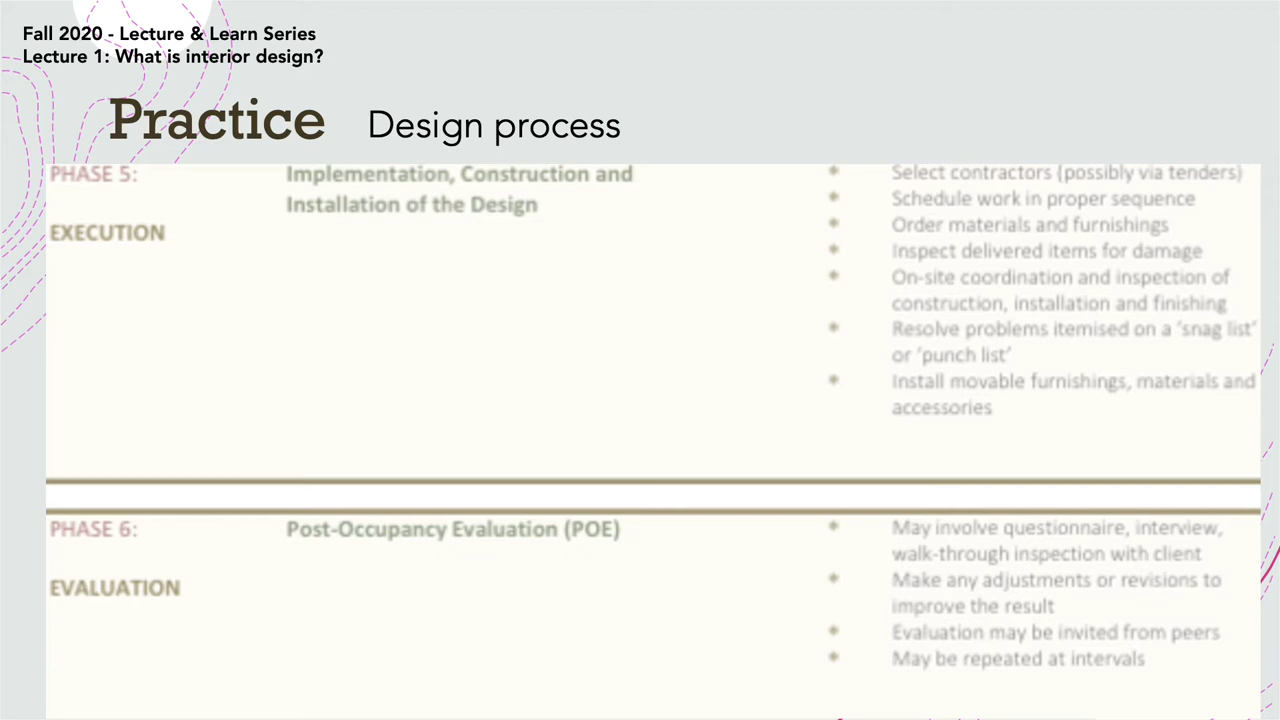 Fall 2020 - Lecture & Learn Series
Lecture 1: What is interior design?
Practice Design process
PHASE 5:
EXECUTION
Implementation, Construction and
Installation of the Design
Select contractors (possibly via tenders)
Schedule work in proper sequence
Order materials and furnishings
Inspect delivered items for damage
On-site coordination and inspection of
construction, installation and finishing
Resolve problems itemised on a ‘snag list’
or ‘punch list’
Install movable furnishings, materials and
accessories
PHASE 6:
EVALUATION
Post-Occupancy Evaluation (POE)
May involve questionnaire, interview,
walk-through inspection with client
Make any adjustments or revisions to
improve the result
Evaluation may be invited from peers
May be repeated at intervals